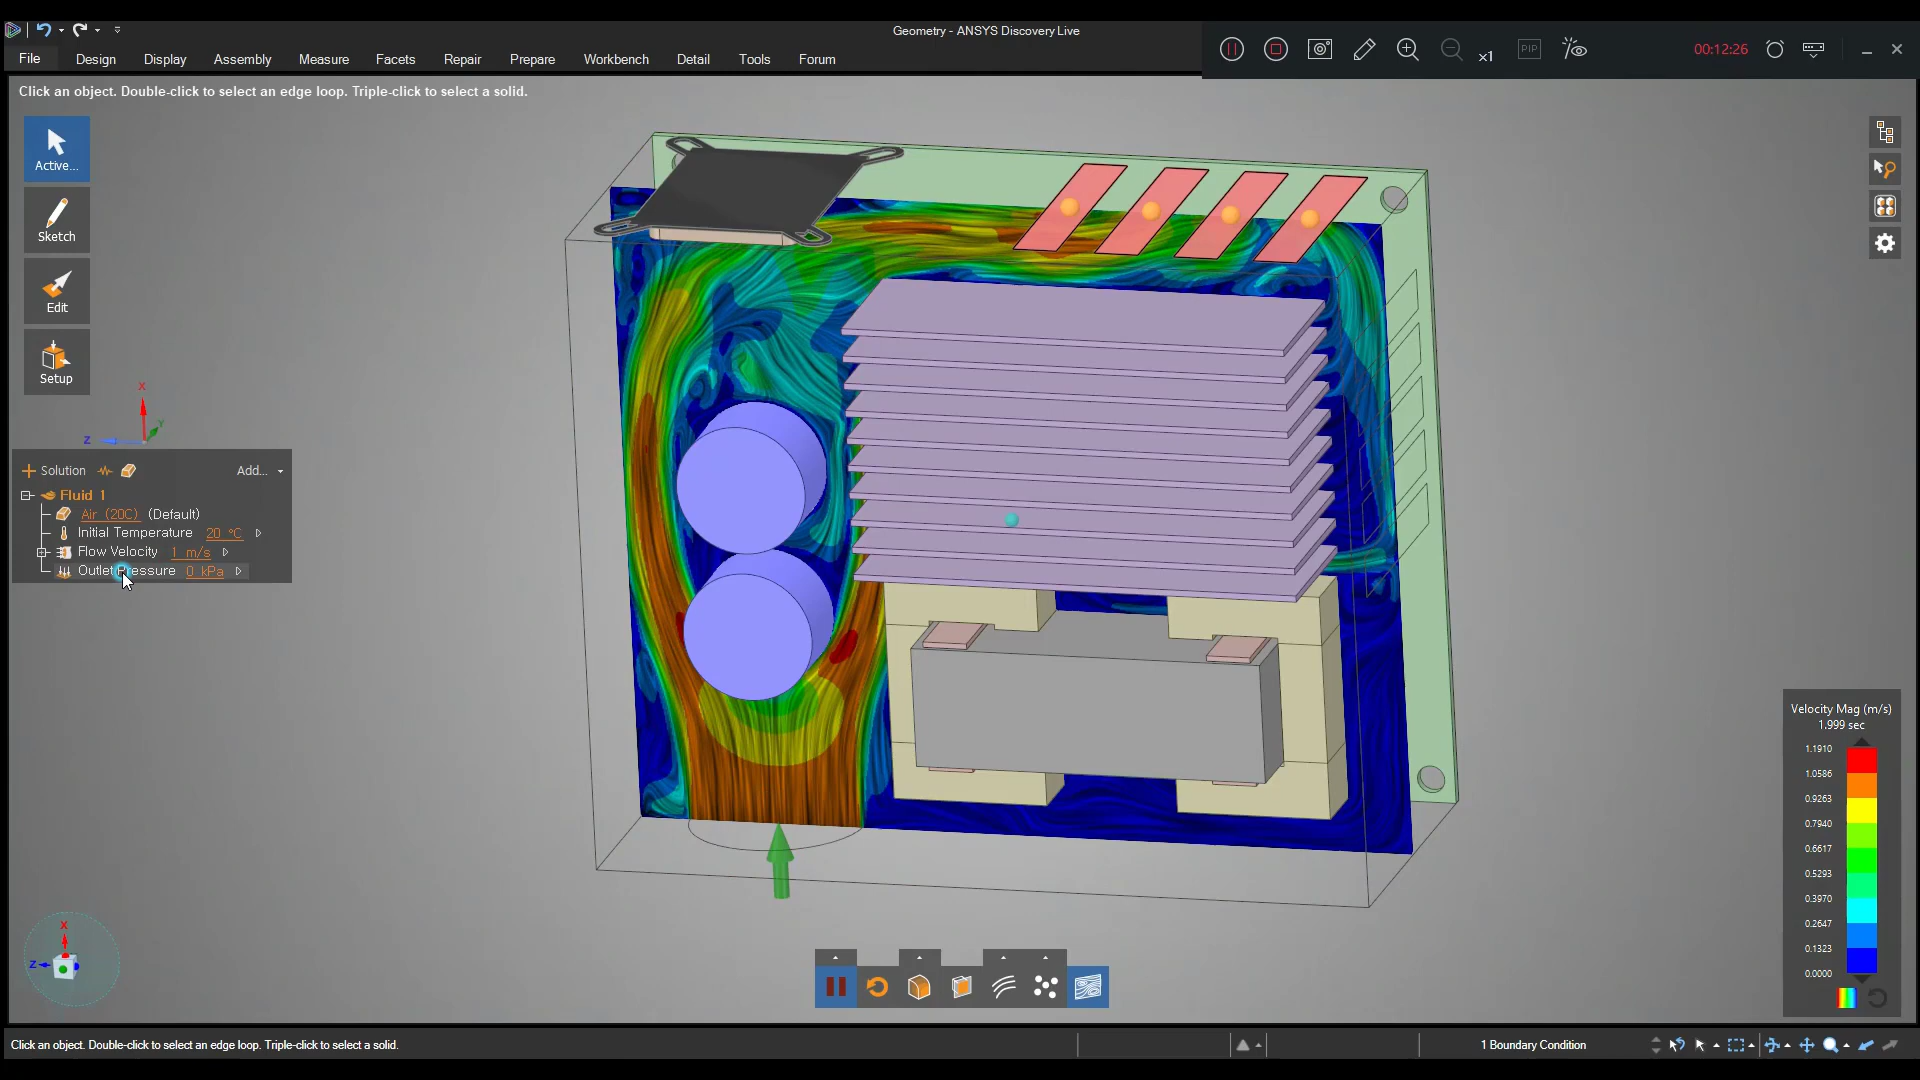 Geometry - ANSYS Discovery Live
File Design Display Assembly Measure Facets Repair Prepare Workbench Detail Tools Forum
x1 PIP 00:12:26
Click an object. Double-click to select an edge loop. Triple-click to select a solid.
Active...
Sketch
Edit
Setup
X
Y
Z
Solution Add...
Fluid 1
Air (20C) (Default)
Initial Temperature 20 °C
Flow Velocity 1 m/s
Outlet Pressure 0 kPa
Velocity Mag (m/s)
1.999 sec
1.1910
1.0586
0.9263
0.7940
0.6617
0.5293
0.3970
0.2647
0.1323
0.0000
X
Z
Click an object. Double-click to select an edge loop. Triple-click to select a solid. 1 Boundary Condition